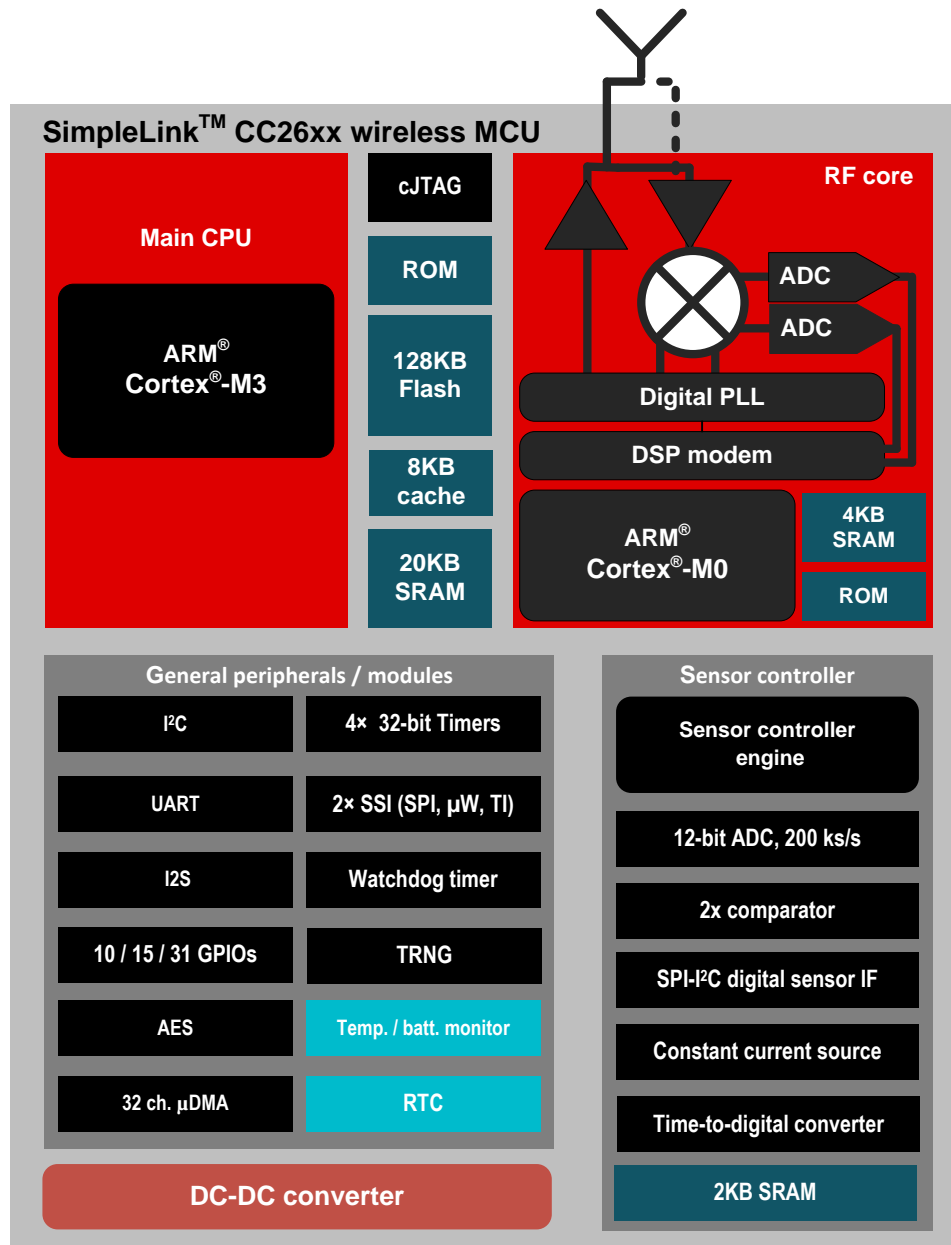 SimpleLink™ CC26xx wireless MCU
Main CPU
ARM®
Cortex®-M3
cJTAG
ROM
128KB
Flash
8KB
cache
20KB
SRAM
RF core
ADC
ADC
Digital PLL
DSP modem
ARM®
Cortex®-M0
4KB
SRAM
ROM
General peripherals / modules
I²C
4× 32-bit Timers
UART
2× SSI (SPI, µW, TI)
I2S
Watchdog timer
10 / 15 / 31 GPIOs
TRNG
AES
Temp. / batt. monitor
32 ch. µDMA
RTC
Sensor controller
Sensor controller
engine
12-bit ADC, 200 ks/s
2x comparator
SPI-I²C digital sensor IF
Constant current source
Time-to-digital converter
2KB SRAM
DC-DC converter